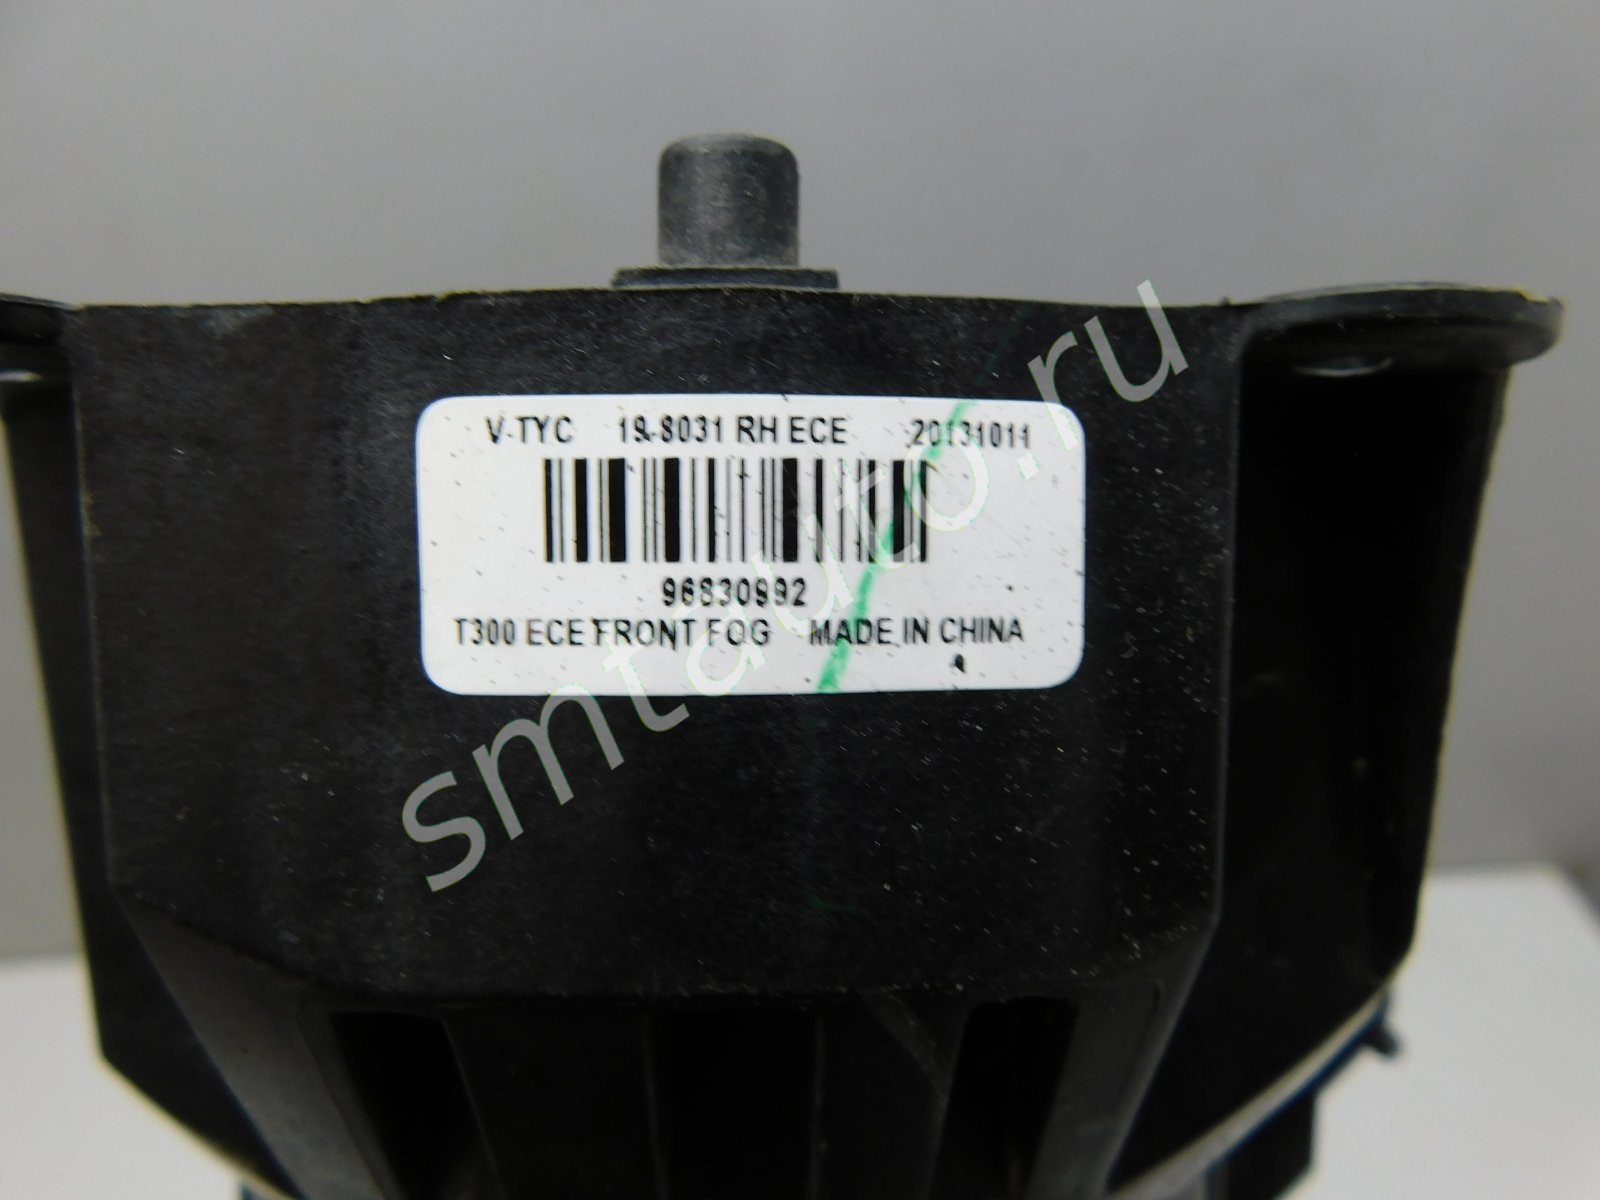 V-TYC 19-8031 RH ECE 20131011
96830992
T300 ECE FRONT FOG MADE IN CHINA
smtauto.ru